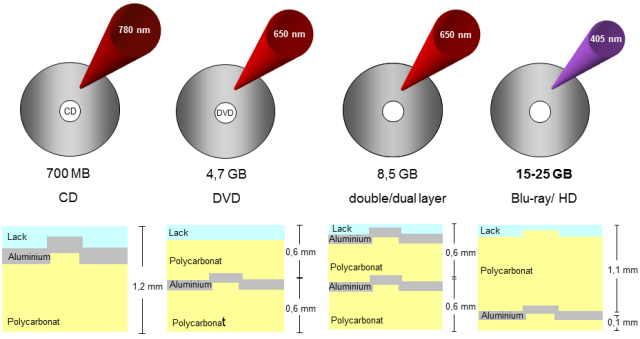 780 nm
650 nm
650 nm
405 nm
CD
DVD
700 MB
4,7 GB
8,5 GB
15-25 GB
CD
DVD
double/dual layer
Blu-ray/ HD
Lack
Aluminium
Polycarbonat
1,2 mm
Polycarbonat
Aluminium
Polycarbonat
0,6 mm
0,6 mm
Lack
Aluminium
Polycarbonat
Aluminium
Polycarbonat
0,6 mm
0,6 mm
Lack
Polycarbonat
Aluminium
1,1 mm
0,1 mm